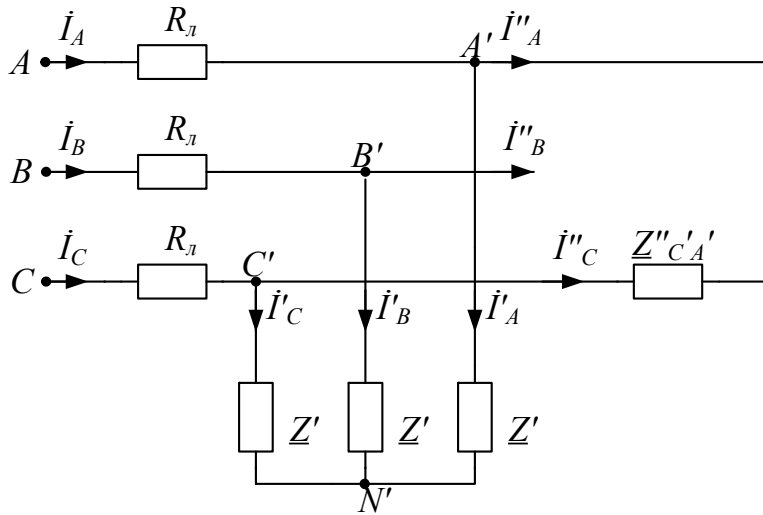 İ_A R_л A' İ''_A
A
İ_B R_л B' İ''_B
B
İ_C R_л C' İ''_C Z''_C'A'
C
İ'_C İ'_B İ'_A
Z' Z' Z'
N'